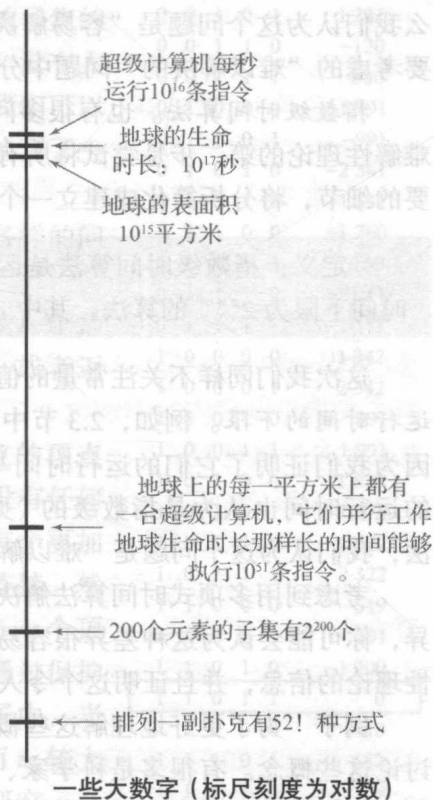 超级计算机每秒
运行10¹⁶条指令
地球的生命
时长：10¹⁷秒
地球的表面积
10¹⁵平方米
地球上的每一平方米上都有
一台超级计算机，它们并行工作
地球生命时长那样长的时间能够
执行10⁵¹条指令。
200个元素的子集有2²⁰⁰个
排列一副扑克有52！种方式
一些大数字（标尺刻度为对数）